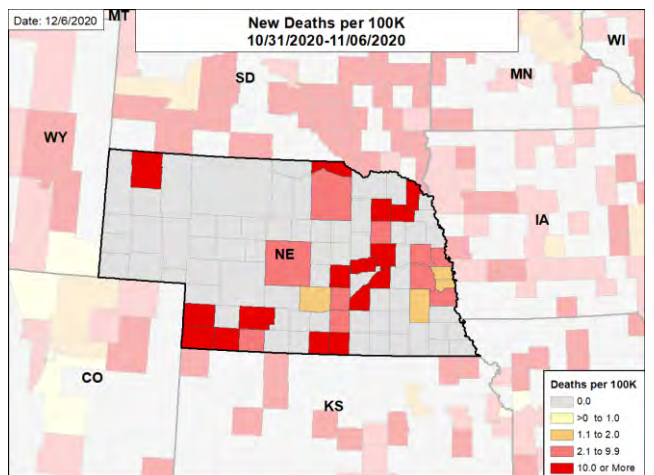 Date: 12/6/2020
New Deaths per 100K
10/31/2020-11/06/2020
MT
WI
SD
MN
WY
IA
NE
CO
KS
Deaths per 100K
0.0
>0 to 1.0
1.1 to 2.0
2.1 to 9.9
10.0 or More